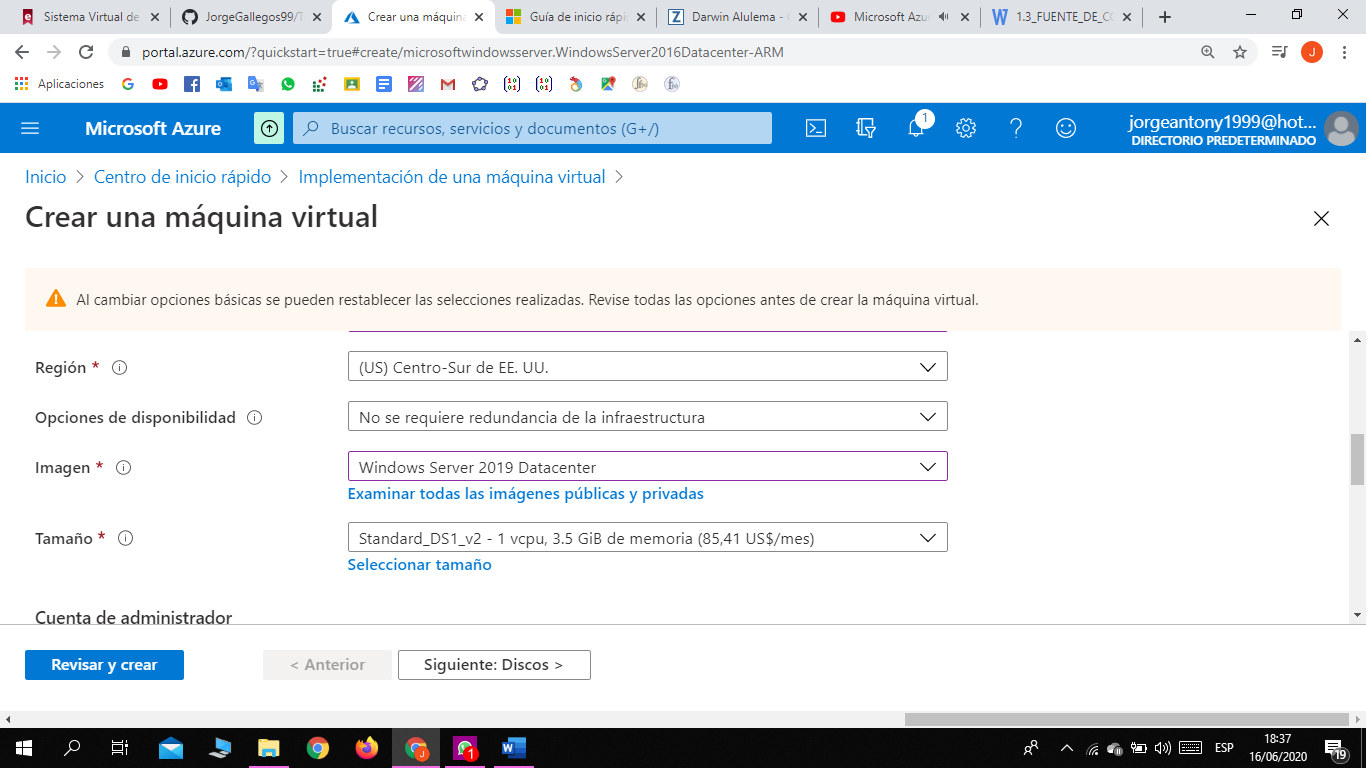 Sistema Virtual de
JorgeGallegos99/T
Crear una máquina
Guía de inicio rápi
Darwin Alulema -
Microsoft Azu
1.3_FUENTE_DE_CO
portal.azure.com/?quickstart=true#create/microsoftwindowsserver.WindowsServer2016Datacenter-ARM
J
Aplicaciones
Microsoft Azure
Buscar recursos, servicios y documentos (G+/)
1
jorgeantony1999@hot...
DIRECTORIO PREDETERMINADO
Inicio > Centro de inicio rápido > Implementación de una máquina virtual >
Crear una máquina virtual
Al cambiar opciones básicas se pueden restablecer las selecciones realizadas. Revise todas las opciones antes de crear la máquina virtual.
Región *
(US) Centro-Sur de EE. UU.
Opciones de disponibilidad
No se requiere redundancia de la infraestructura
Imagen *
Windows Server 2019 Datacenter
Examinar todas las imágenes públicas y privadas
Tamaño *
Standard_DS1_v2 - 1 vcpu, 3.5 GiB de memoria (85,41 US$/mes)
Seleccionar tamaño
Cuenta de administrador
Revisar y crear
< Anterior
Siguiente: Discos >
ESP
18:37
16/06/2020
19